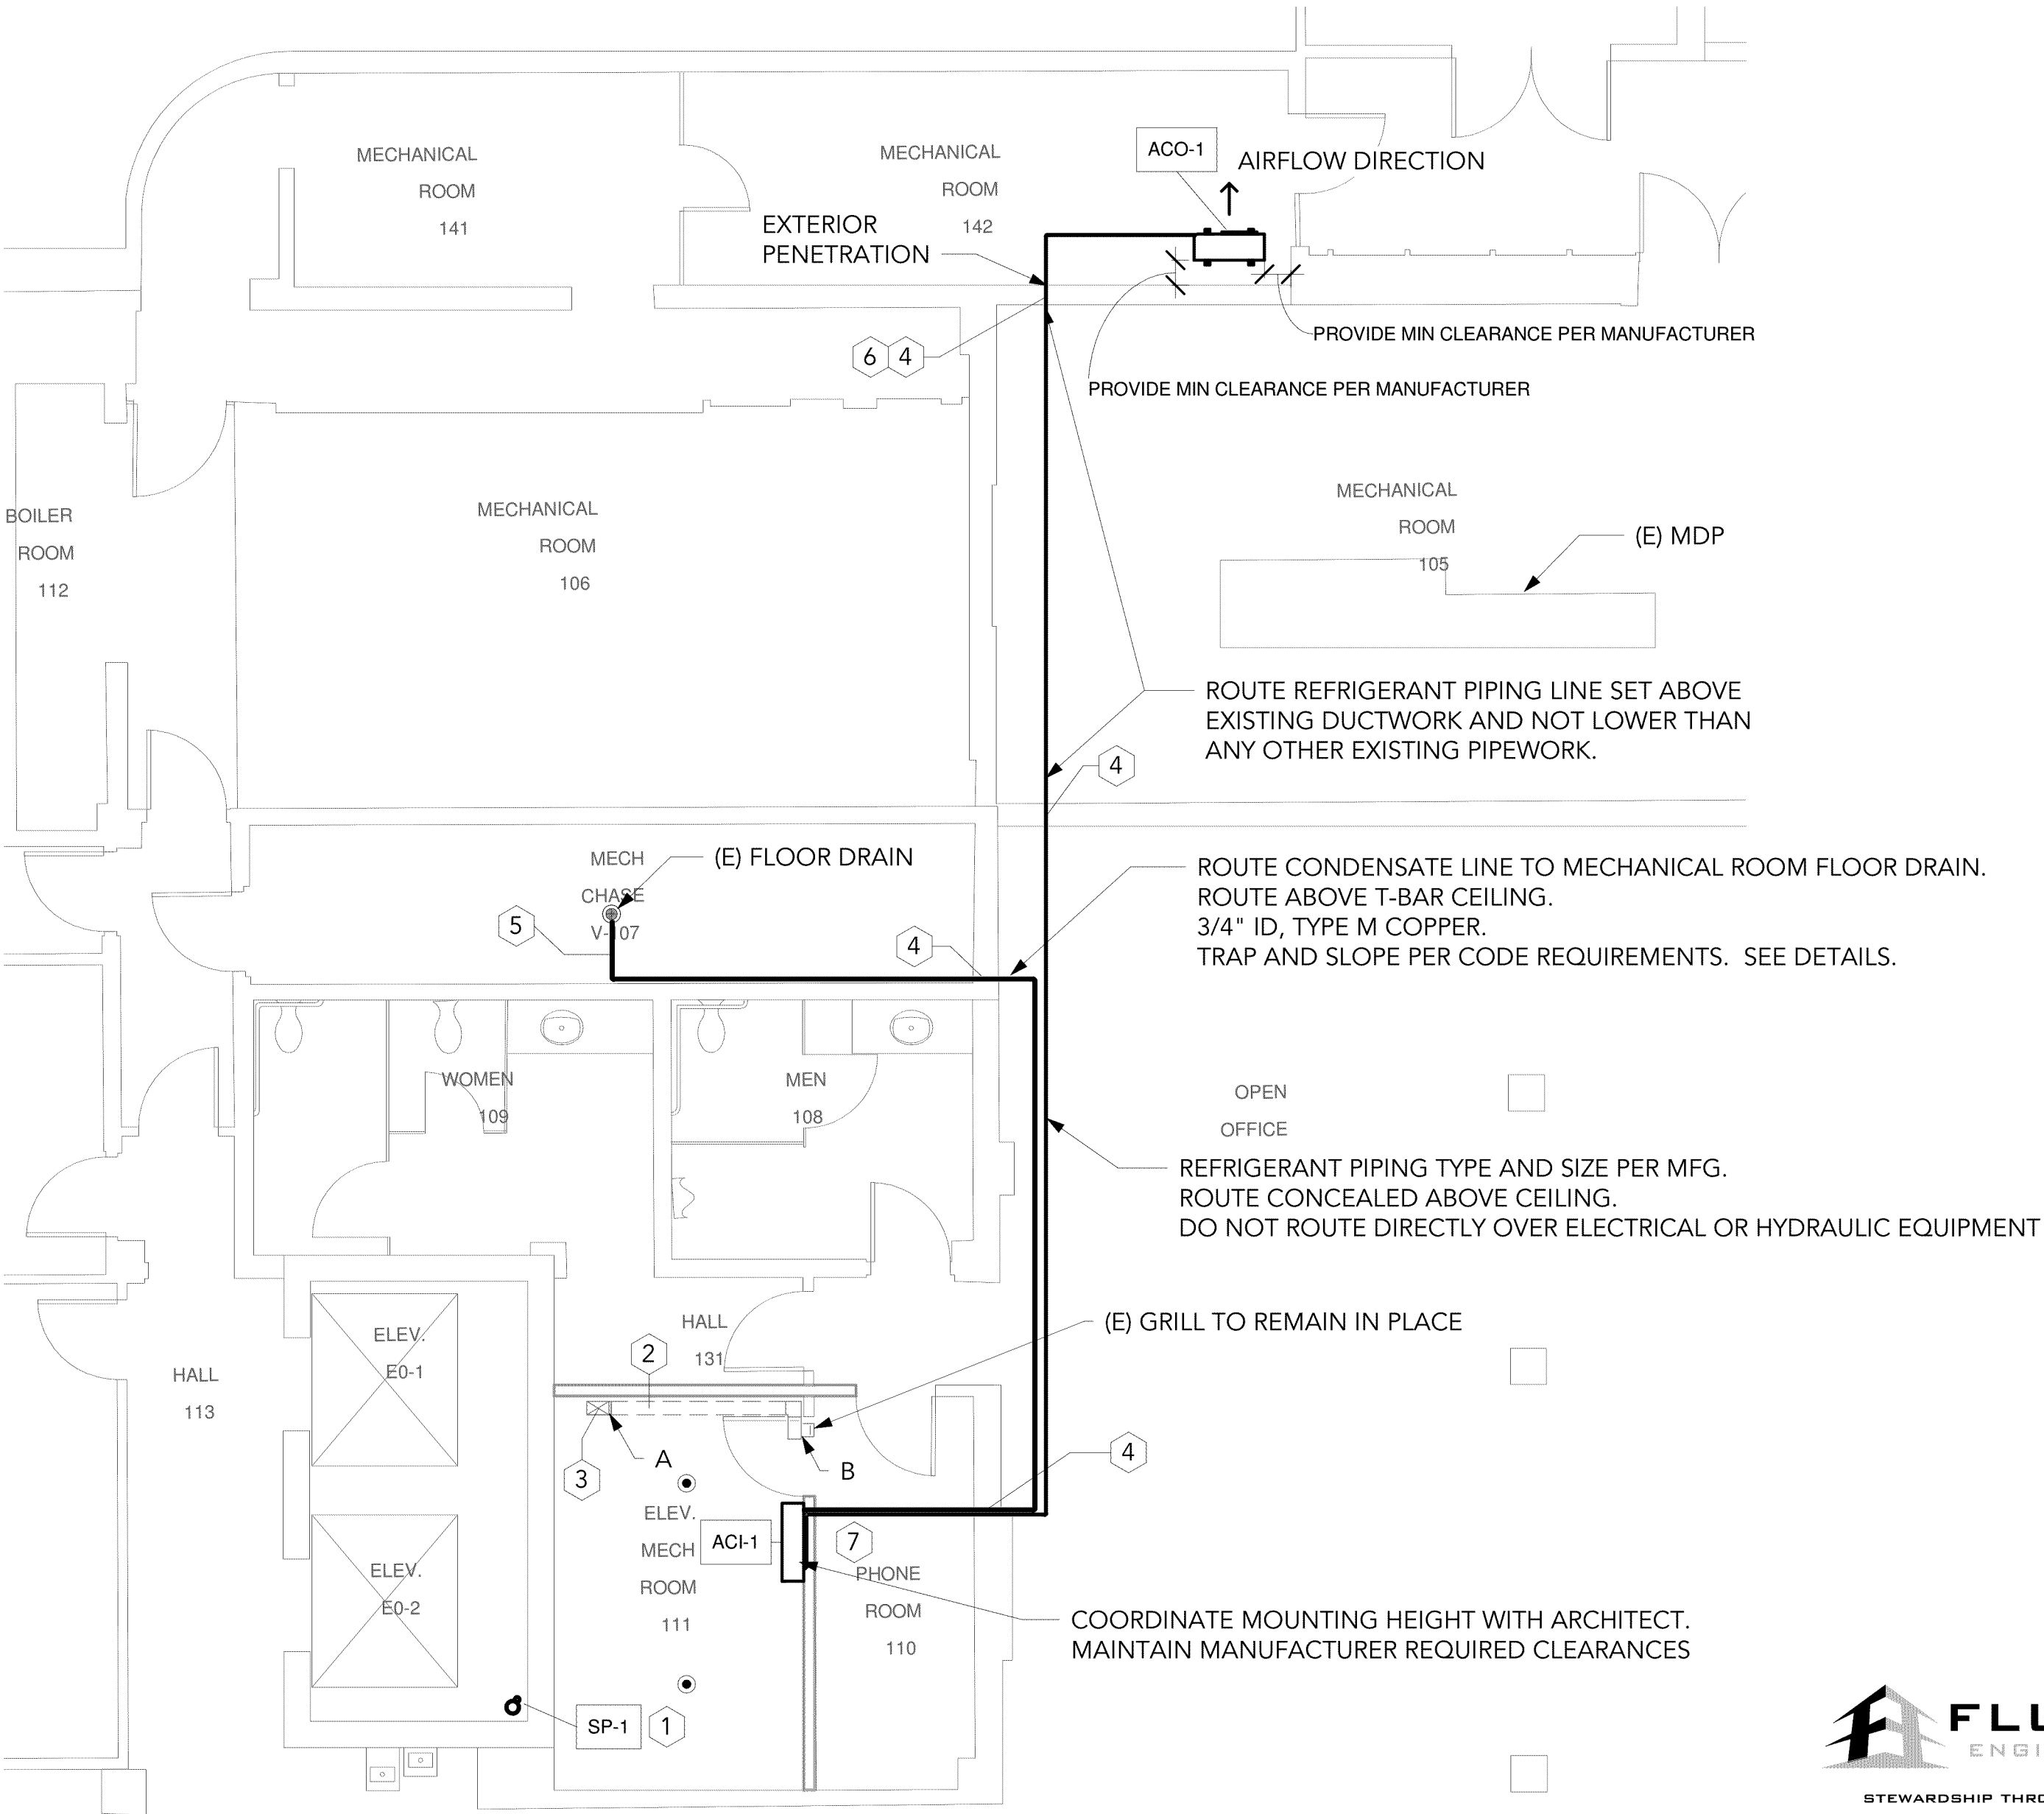 MECHANICAL
ROOM
141
MECHANICAL
ROOM
142
ACO-1
AIRFLOW DIRECTION
EXTERIOR
PENETRATION
PROVIDE MIN CLEARANCE PER MANUFACTURER
6
4
PROVIDE MIN CLEARANCE PER MANUFACTURER
BOILER
ROOM
112
MECHANICAL
ROOM
106
MECHANICAL
ROOM
105
(E) MDP
ROUTE REFRIGERANT PIPING LINE SET ABOVE
EXISTING DUCTWORK AND NOT LOWER THAN
ANY OTHER EXISTING PIPEWORK.
4
MECH
CHASE
V-107
(E) FLOOR DRAIN
5
4
ROUTE CONDENSATE LINE TO MECHANICAL ROOM FLOOR DRAIN.
ROUTE ABOVE T-BAR CEILING.
3/4" ID, TYPE M COPPER.
TRAP AND SLOPE PER CODE REQUIREMENTS. SEE DETAILS.
WOMEN
109
MEN
108
OPEN
OFFICE
REFRIGERANT PIPING TYPE AND SIZE PER MFG.
ROUTE CONCEALED ABOVE CEILING.
DO NOT ROUTE DIRECTLY OVER ELECTRICAL OR HYDRAULIC EQUIPMENT
(E) GRILL TO REMAIN IN PLACE
HALL
131
2
ELEV.
E0-1
HALL
113
3
A
B
4
ELEV.
MECH
ROOM
111
ACI-1
7
PHONE
ROOM
110
ELEV.
E0-2
COORDINATE MOUNTING HEIGHT WITH ARCHITECT.
MAINTAIN MANUFACTURER REQUIRED CLEARANCES
SP-1
1